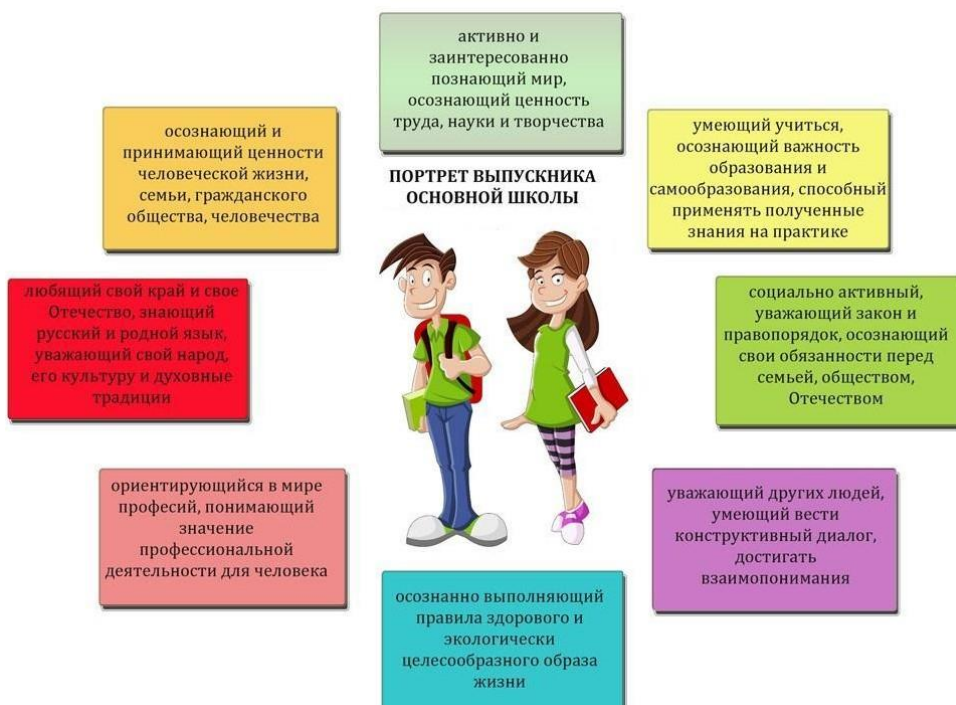 активно и
заинтересованно
познающий мир,
осознающий ценность
труда, науки и творчества
осознающий и
принимающий ценности
человеческой жизни,
семьи, гражданского
общества, человечества
умеющий учиться,
осознающий важность
образования и
самообразования, способный
применять полученные
знания на практике
ПОРТРЕТ ВЫПУСКНИКА
ОСНОВНОЙ ШКОЛЫ
любящий свой край и свое
Отечество, знающий
русский и родной язык,
уважающий свой народ,
его культуру и духовные
традиции
социально активный,
уважающий закон и
правопорядок, осознающий
свои обязанности перед
семьей, обществом,
Отечеством
ориентирующийся в мире
професий, понимающий
значение
профессиональной
деятельности для человека
уважающий других людей,
умеющий вести
конструктивный диалог,
достигать
взаимопонимания
осознанно выполняющий
правила здорового и
экологически
целесообразного образа
жизни